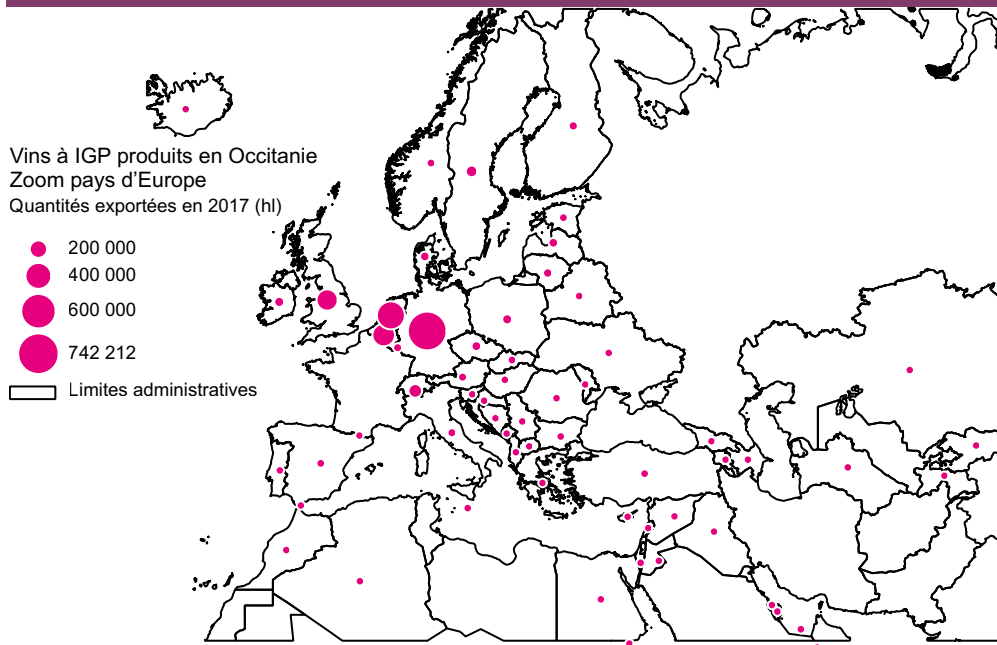 Vins à IGP produits en Occitanie
Zoom pays d'Europe
Quantités exportées en 2017 (hl)
200 000
400 000
600 000
742 212
Limites administratives